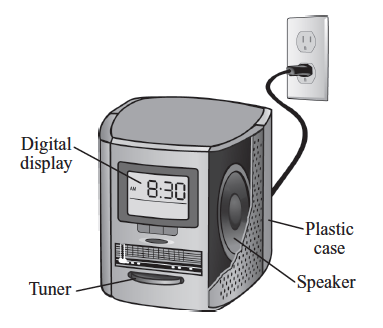 Digital
display
AM 8:30
Plastic
case
Speaker
Tuner